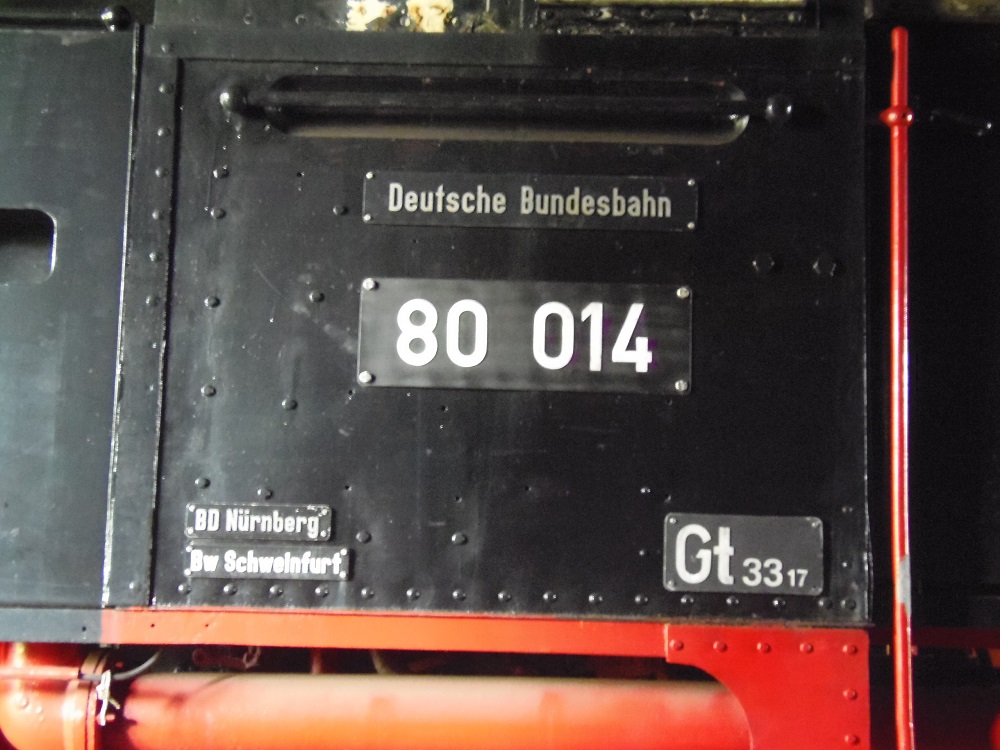 Deutsche Bundesbahn
80 014
BD Nürnberg
Bw Schweinfurt
Gt 33 17